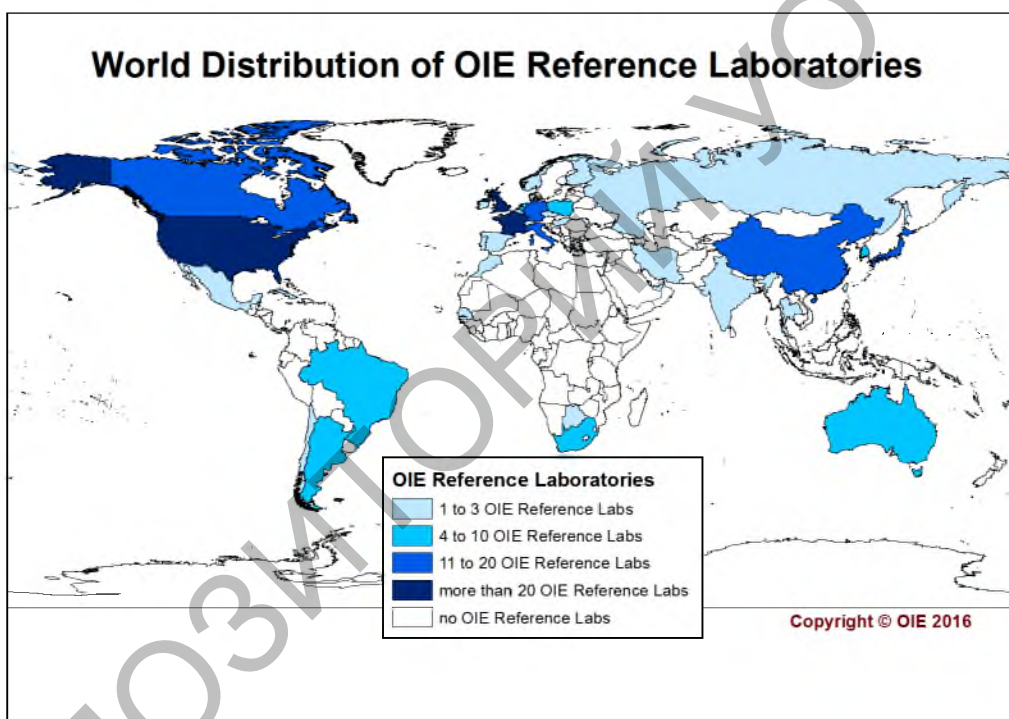 World Distribution of OIE Reference Laboratories
OIE Reference Laboratories
1 to 3 OIE Reference Labs
4 to 10 OIE Reference Labs
11 to 20 OIE Reference Labs
more than 20 OIE Reference Labs
no OIE Reference Labs
Copyright © OIE 2016
ПОЗИТОРИЙ УО